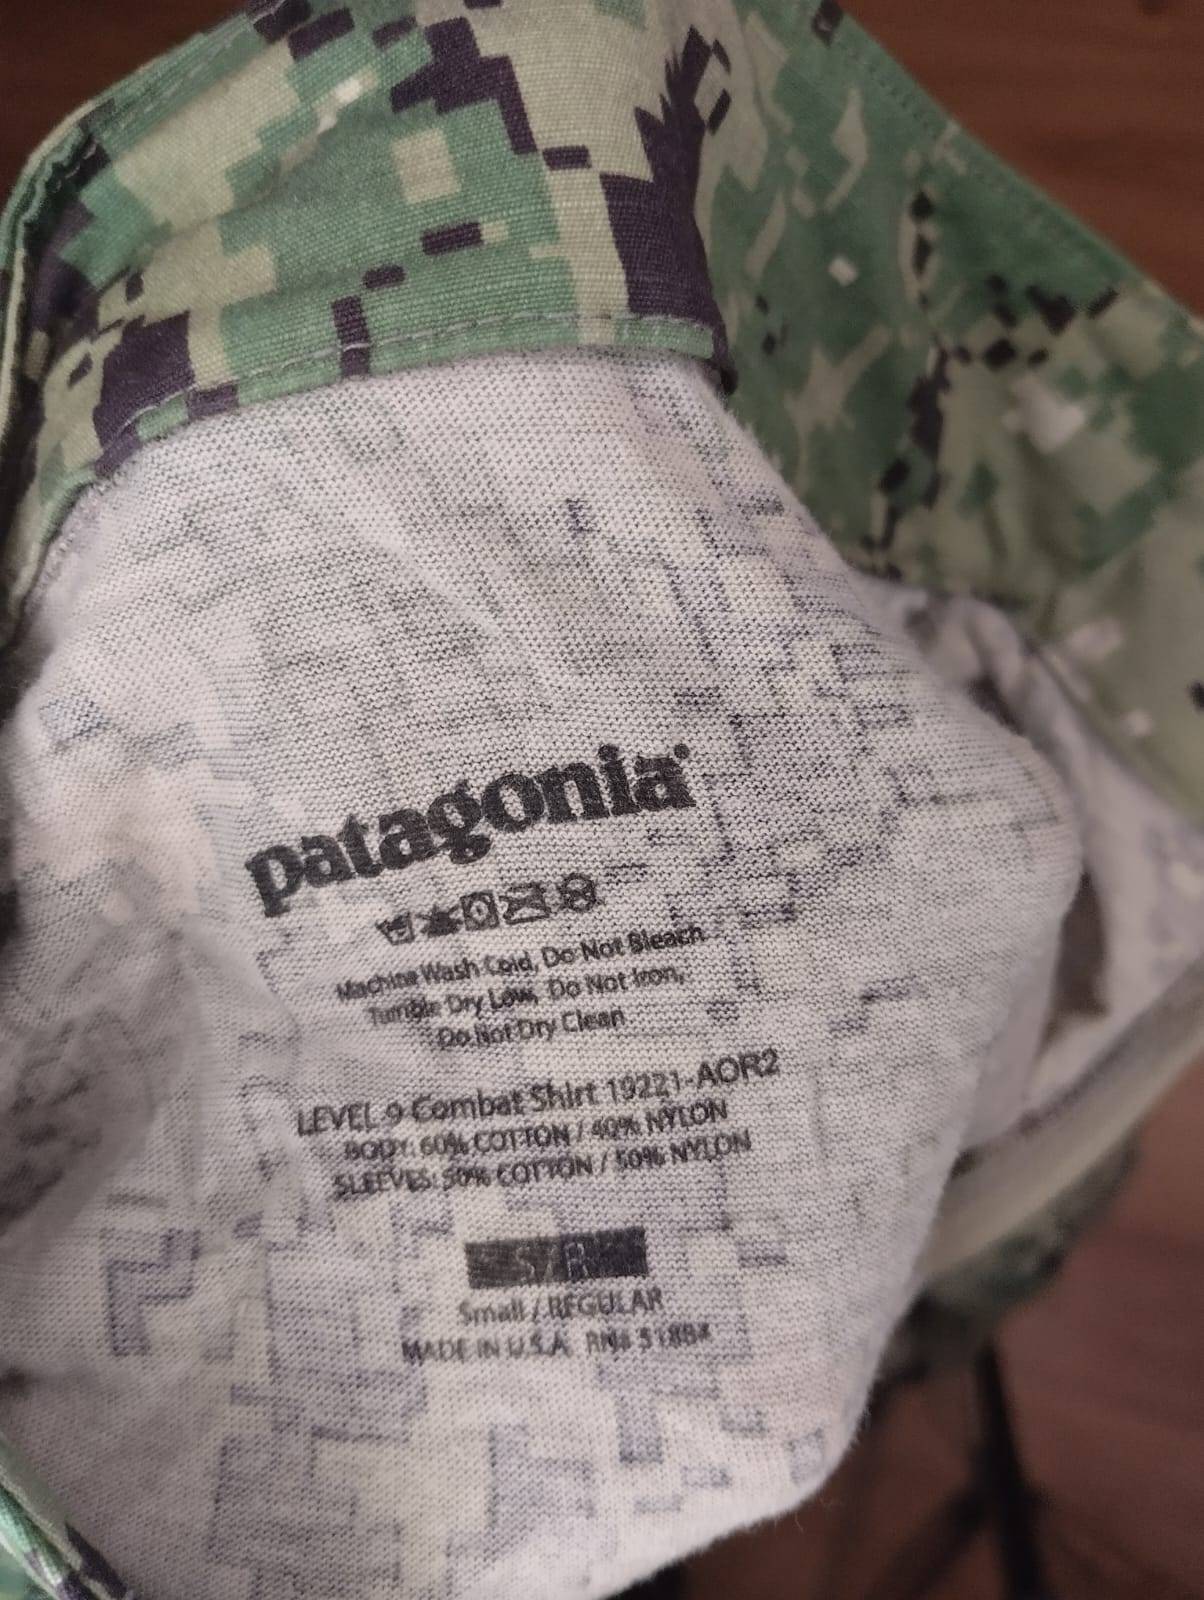 patagonia®
Machine Wash Cold, Do Not Bleach
Tumble Dry Low, Do Not Iron,
Do Not Dry Clean
LEVEL 9 Combat Shirt 19221-AOR2
BODY: 60% COTTON / 40% NYLON
SLEEVES: 50% COTTON / 50% NYLON
S/R
Small / REGULAR
MADE IN U.S.A. RN# 51884